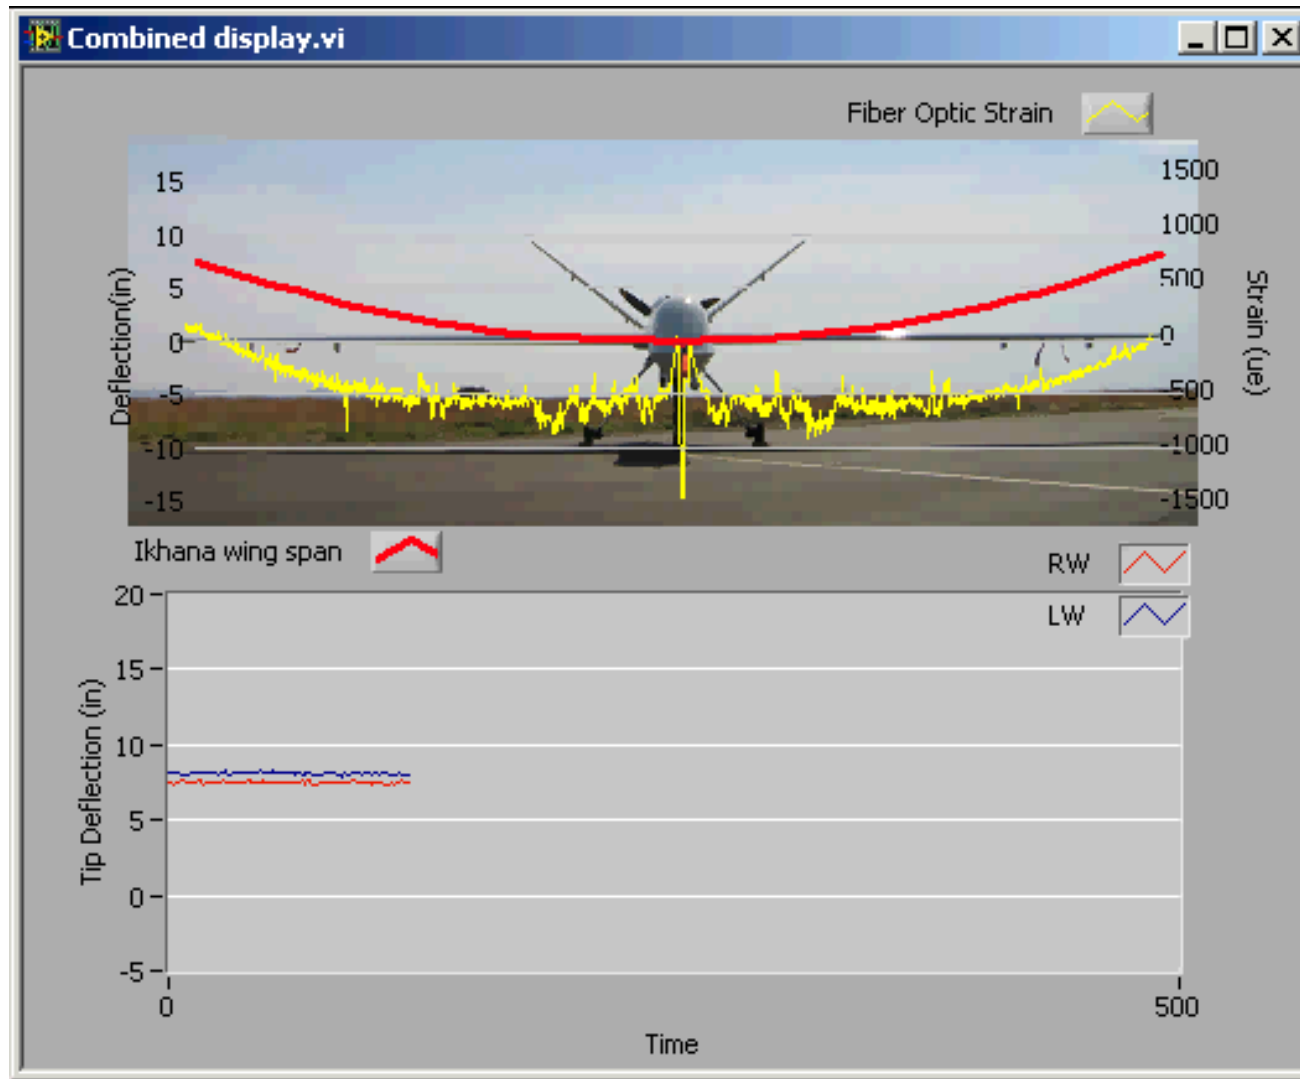 Combined display.vi
Fiber Optic Strain
15
10
5
0
-5
-10
-15
Deflection(in)
1500
1000
500
0
-500
-1000
-1500
Strain (ue)
Ikhana wing span
RW
LW
20
15
10
5
0
-5
Tip Deflection (in)
0
500
Time